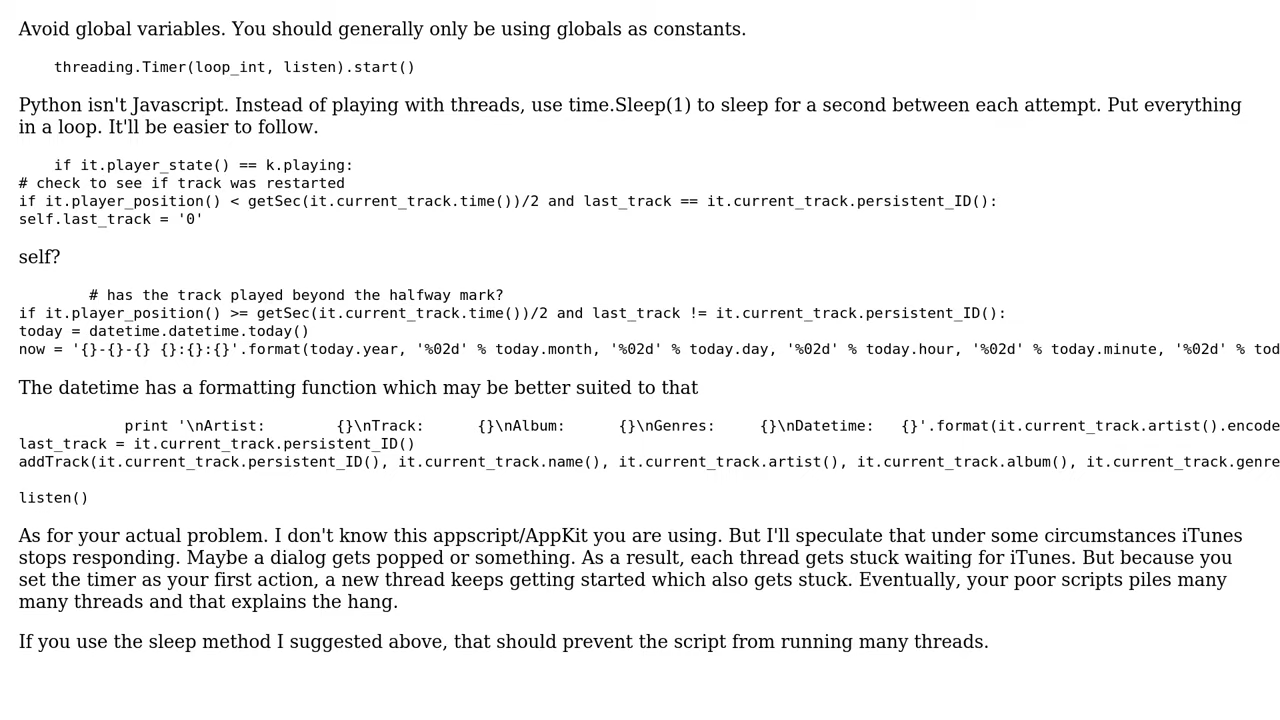 Avoid global variables. You should generally only be using globals as constants.
threading.Timer(loop_int, listen).start()
Python isn't Javascript. Instead of playing with threads, use time.Sleep(1) to sleep for a second between each attempt. Put everything
in a loop. It'll be easier to follow.
if it.player_state() == k.playing:
# check to see if track was restarted
if it.player_position() < getSec(it.current_track.time())/2 and last_track == it.current_track.persistent_ID():
self.last_track = '0'
self?
# has the track played beyond the halfway mark?
if it.player_position() >= getSec(it.current_track.time())/2 and last_track != it.current_track.persistent_ID():
today = datetime.datetime.today()
now = '{}-{}-{} {}:{}:{}'.format(today.year, '%02d' % today.month, '%02d' % today.day, '%02d' % today.hour, '%02d' % today.minute, '%02d' % tod
The datetime has a formatting function which may be better suited to that
print '\nArtist:        {}\nTrack:      {}\nAlbum:      {}\nGenres:     {}\nDatetime:   {}'.format(it.current_track.artist().encode
last_track = it.current_track.persistent_ID()
addTrack(it.current_track.persistent_ID(), it.current_track.name(), it.current_track.artist(), it.current_track.album(), it.current_track.genre
listen()
As for your actual problem. I don't know this appscript/AppKit you are using. But I'll speculate that under some circumstances iTunes
stops responding. Maybe a dialog gets popped or something. As a result, each thread gets stuck waiting for iTunes. But because you
set the timer as your first action, a new thread keeps getting started which also gets stuck. Eventually, your poor scripts piles many
many threads and that explains the hang.
If you use the sleep method I suggested above, that should prevent the script from running many threads.